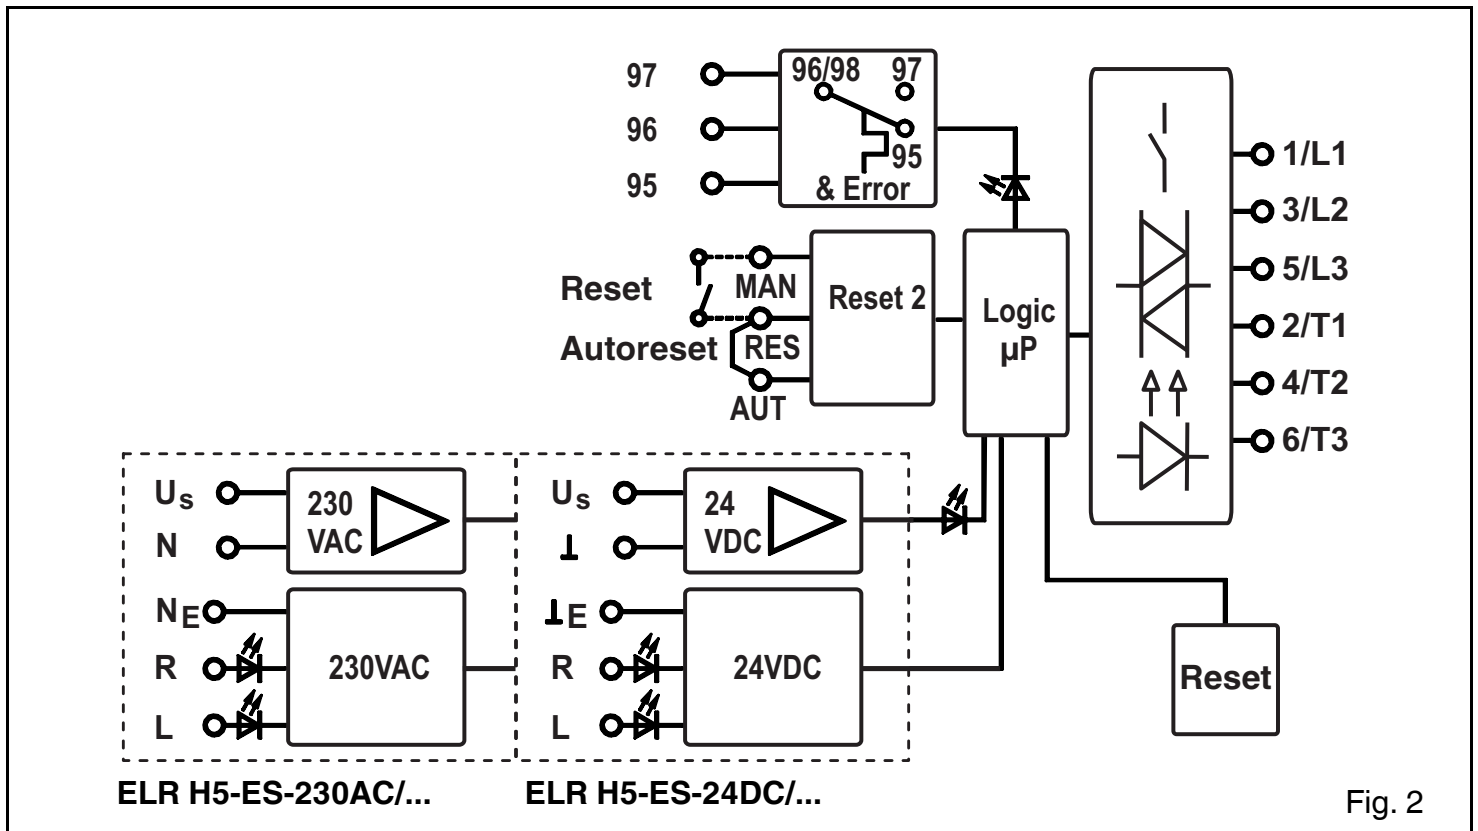 97
96
95
96/98 97
95
& Error
Reset
Autoreset
MAN
RES
AUT
Reset 2
Logic
µP
1/L1
3/L2
5/L3
2/T1
4/T2
6/T3
Us
N
230
VAC
NE
R
L
230VAC
Us
⊥
24
VDC
⊥E
R
L
24VDC
Reset
ELR H5-ES-230AC/...
ELR H5-ES-24DC/...
Fig. 2